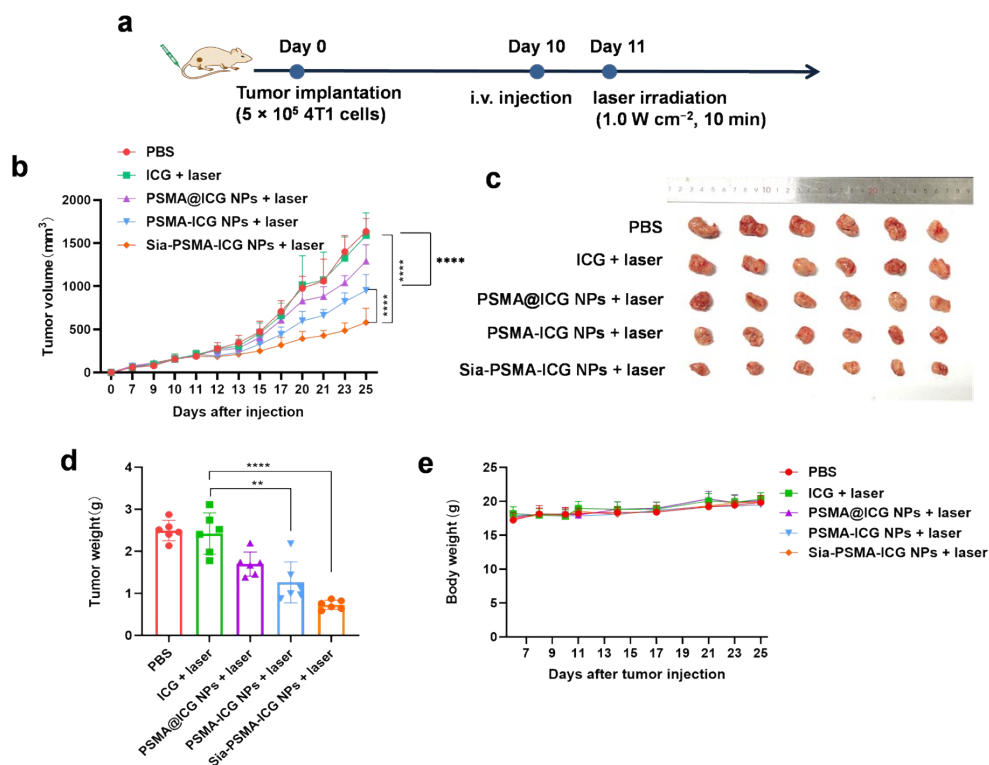 a
Day 0
Day 10
Day 11
Tumor implantation
(5 × 10⁵ 4T1 cells)
i.v. injection
laser irradiation
(1.0 W cm⁻², 10 min)
b
PBS
ICG + laser
PSMA@ICG NPs + laser
PSMA-ICG NPs + laser
Sia-PSMA-ICG NPs + laser
Tumor volume(mm³)
2000
1500
1000
500
0
****
****
****
0 7 9 10 11 12 13 15 17 20 21 23 25
Days after injection
c
PBS
ICG + laser
PSMA@ICG NPs + laser
PSMA-ICG NPs + laser
Sia-PSMA-ICG NPs + laser
d
Tumor weight(g)
4
3
2
1
0
****
**
PBS
ICG + laser
PSMA@ICG NPs + laser
PSMA-ICG NPs + laser
Sia-PSMA-ICG NPs + laser
e
Body weight(g)
25
20
15
10
5
0
7 9 11 13 15 17 21 23 25
Days after tumor injection
PBS
ICG + laser
PSMA@ICG NPs + laser
PSMA-ICG NPs + laser
Sia-PSMA-ICG NPs + laser